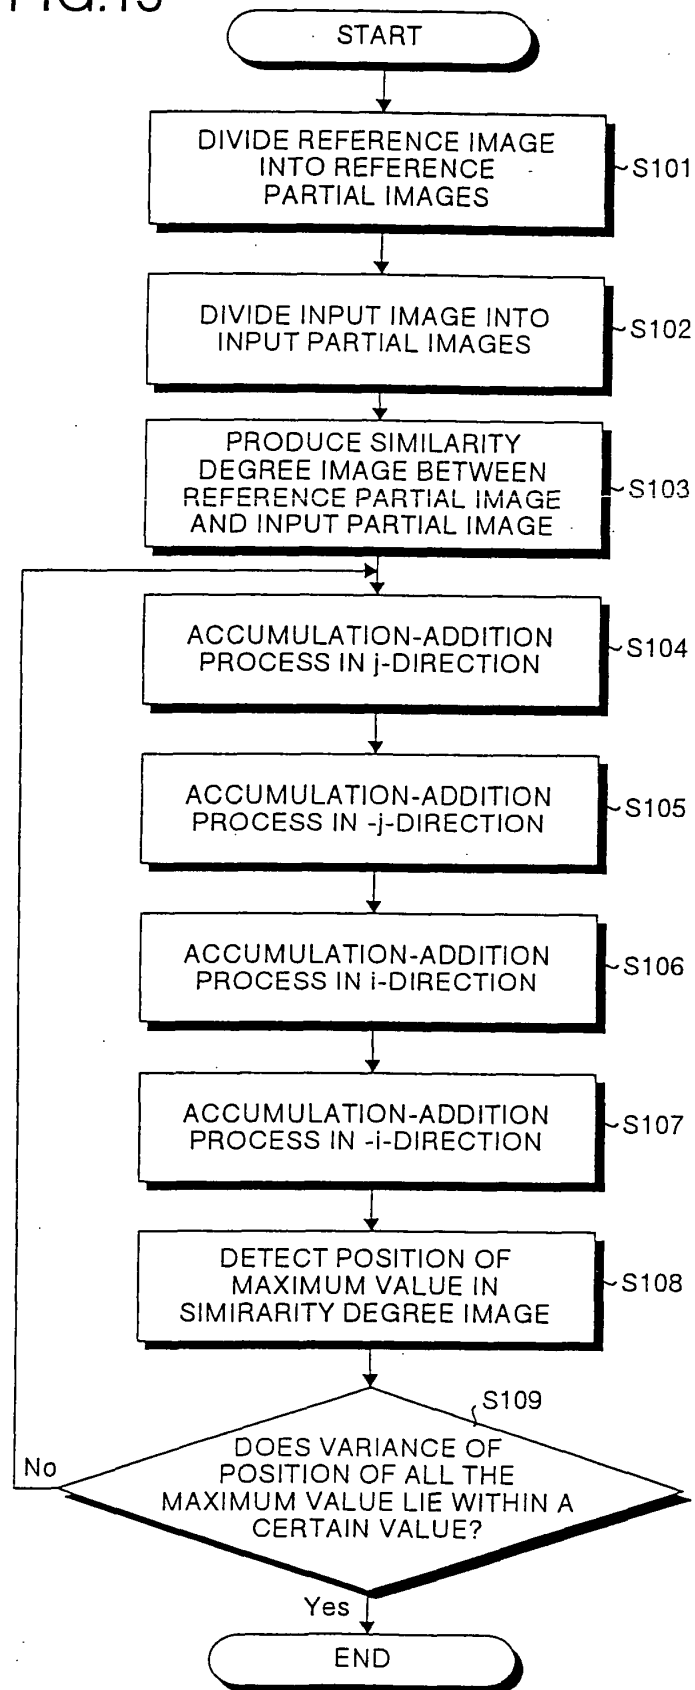 FIG.15
START
DIVIDE REFERENCE IMAGE
INTO REFERENCE
PARTIAL IMAGES
S101
DIVIDE INPUT IMAGE INTO
INPUT PARTIAL IMAGES
S102
PRODUCE SIMILARITY
DEGREE IMAGE BETWEEN
REFERENCE PARTIAL IMAGE
AND INPUT PARTIAL IMAGE
S103
ACCUMULATION-ADDITION
PROCESS IN j-DIRECTION
S104
ACCUMULATION-ADDITION
PROCESS IN -j-DIRECTION
S105
ACCUMULATION-ADDITION
PROCESS IN i-DIRECTION
S106
ACCUMULATION-ADDITION
PROCESS IN -i-DIRECTION
S107
DETECT POSITION OF
MAXIMUM VALUE IN
SIMIRARITY DEGREE IMAGE
S108
S109
DOES VARIANCE OF
POSITION OF ALL THE
MAXIMUM VALUE LIE WITHIN A
CERTAIN VALUE?
No
Yes
END